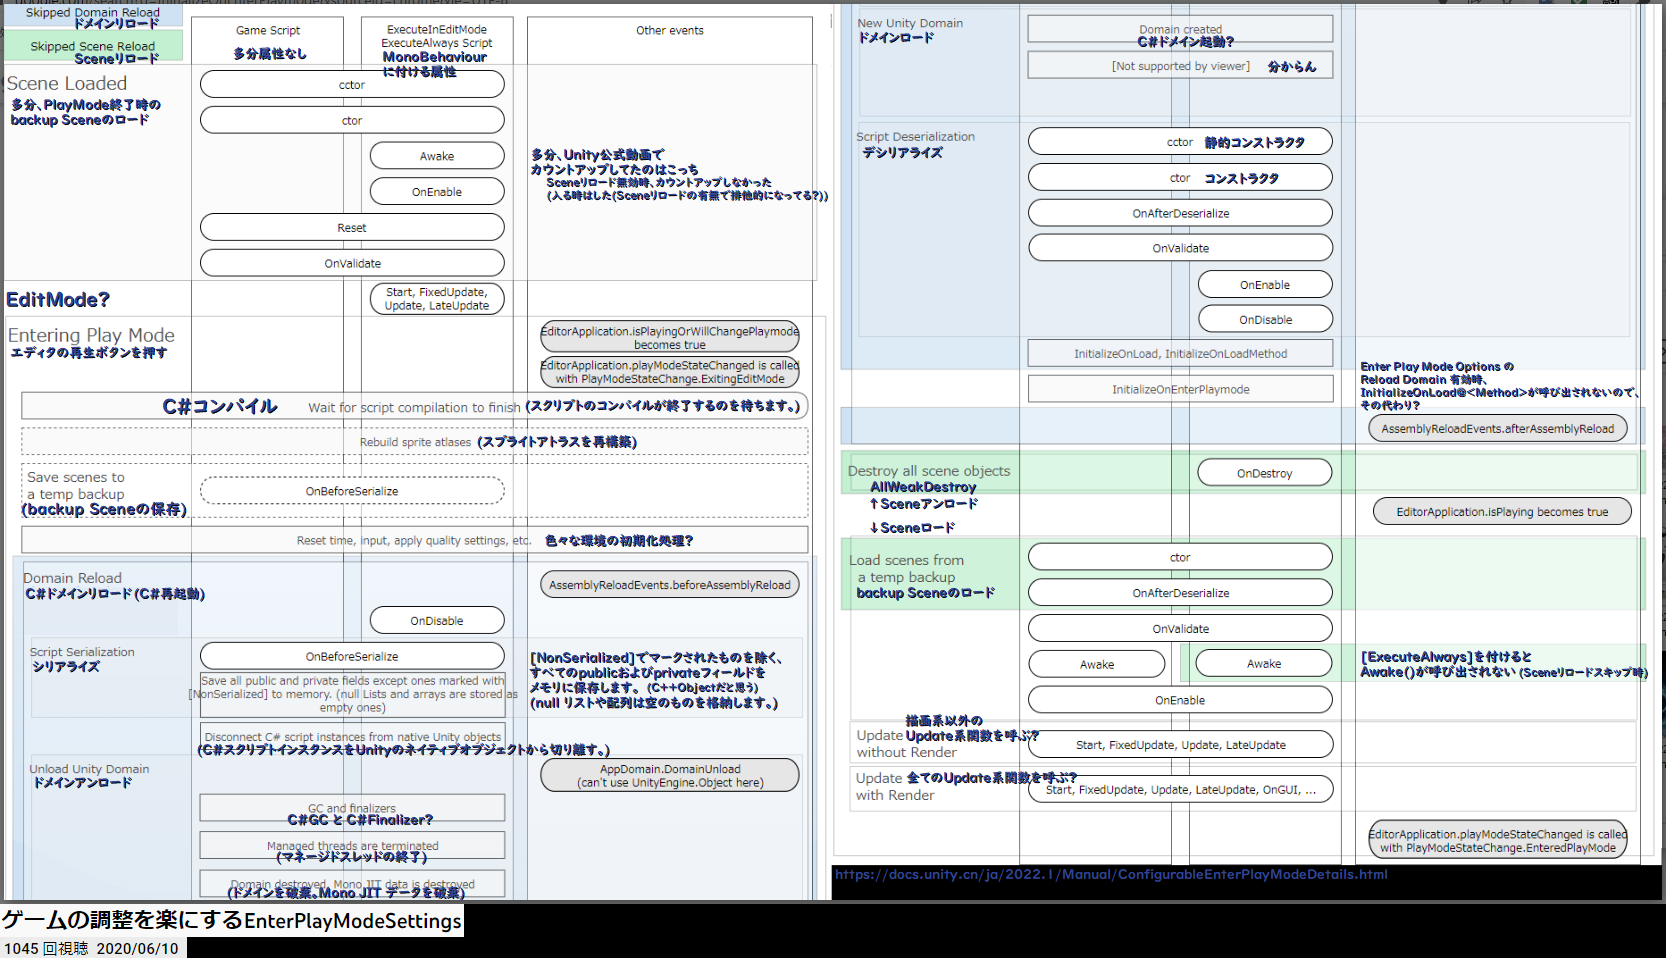 Skipped Domain Reload
ドメインリロード
Skipped Scene Reload
Sceneリロード
Game Script
多分属性なし
ExecuteInEditMode
ExecuteAlways Script
MonoBehaviour
に付ける属性
Other events
Scene Loaded
多分、PlayMode終了時の
backup Sceneのロード
cctor
ctor
Awake
OnEnable
Reset
OnValidate
多分、Unity公式動画で
カウントアップしてたのはこっち
Sceneリロード無効時、カウントアップしなかった
(入る時はした(Sceneリロードの有無で排他的になってる?))
EditMode?
Start, FixedUpdate,
Update, LateUpdate
Entering Play Mode
エディタの再生ボタンを押す
EditorApplication.isPlayingOrWillChangePlaymode
becomes true
EditorApplication.playModeStateChanged is called
with PlayModeStateChange.ExitingEditMode
C#コンパイル
Wait for script compilation to finish (スクリプトのコンパイルが終了するのを待ちます。)
Rebuild sprite atlases (スプライトアトラスを再構築)
Save scenes to
a temp backup
(backup Sceneの保存)
OnBeforeSerialize
Reset time, input, apply quality settings, etc. 色々な環境の初期化処理?
Domain Reload
C#ドメインリロード(C#再起動)
AssemblyReloadEvents.beforeAssemblyReload
OnDisable
Script Serialization
シリアライズ
OnBeforeSerialize
Save all public and private fields except ones marked with
[NonSerialized] to memory. (null Lists and arrays are stored as
empty ones)
[NonSerialized]でマークされたものを除く、
すべてのpublicおよびprivateフィールドを
メモリに保存します。 (C++Objectだと思う)
(null リストや配列は空のものを格納します。)
Disconnect C# script instances from native Unity objects
(C#スクリプトインスタンスをUnityのネイティブオブジェクトから切り離す。)
Unload Unity Domain
ドメインアンロード
AppDomain.DomainUnload
(can't use UnityEngine.Object here)
GC and finalizers
C#GC と C#Finalizer?
Managed threads are terminated
(マネージドスレッドの終了)
Domain destroyed, Mono JIT data is destroyed
(ドメインを破棄。Mono JIT データを破棄)
New Unity Domain
ドメインロード
Domain created
C#ドメイン起動?
[Not supported by viewer] 分からん
Script Deserialization
デシリアライズ
cctor 静的コンストラクタ
ctor コンストラクタ
OnAfterDeserialize
OnValidate
OnEnable
OnDisable
InitializeOnLoad, InitializeOnLoadMethod
InitializeOnEnterPlaymode
Enter Play Mode Options の
Reload Domain 有効時、
InitializeOnLoad@<Method>が呼び出されないので、
その代わり?
AssemblyReloadEvents.afterAssemblyReload
Destroy all scene objects
AllWeakDestroy
↑Sceneアンロード
↓Sceneロード
OnDestroy
EditorApplication.isPlaying becomes true
Load scenes from
a temp backup
backup Sceneのロード
ctor
OnAfterDeserialize
OnValidate
Awake
Awake
[ExecuteAlways]を付けると
Awake()が呼び出されない (Sceneリロードスキップ時)
OnEnable
描画系以外の
Update系関数を呼ぶ?
Update
without Render
Start, FixedUpdate, Update, LateUpdate
Update 全てのUpdate系関数を呼ぶ?
with Render
Start, FixedUpdate, Update, LateUpdate, OnGUI, ...
EditorApplication.playModeStateChanged is called
with PlayModeStateChange.EnteredPlayMode
https://docs.unity.cn/ja/2022.1/Manual/ConfigurableEnterPlayModeDetails.html
ゲームの調整を楽にするEnterPlayModeSettings
1045 回視聴 2020/06/10